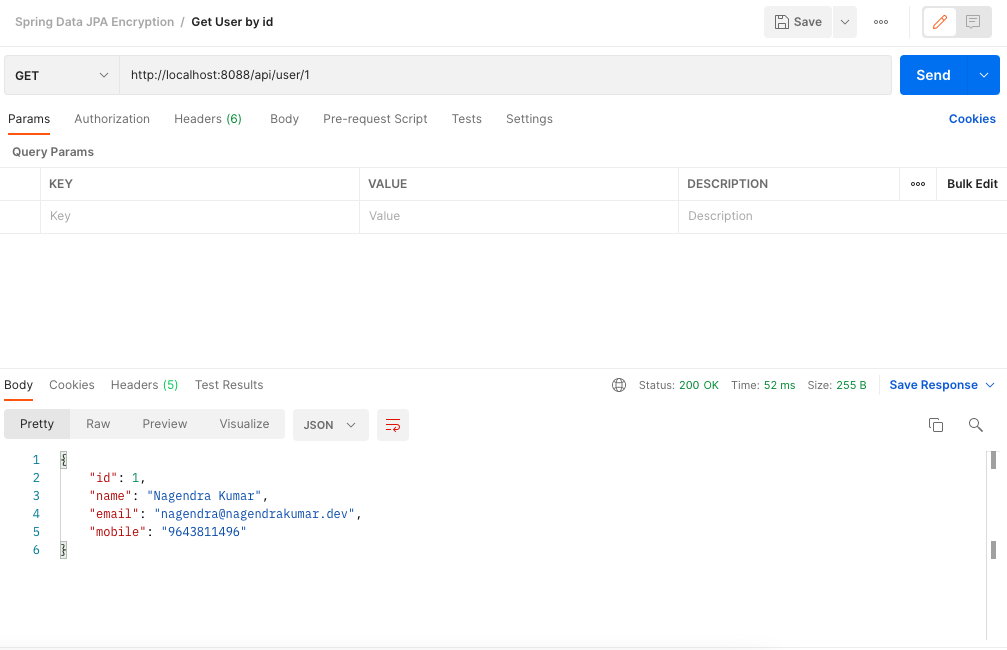 Spring Data JPA Encryption / Get User by id Save
GET http://localhost:8088/api/user/1 Send
Params Authorization Headers (6) Body Pre-request Script Tests Settings Cookies
Query Params
KEY VALUE DESCRIPTION Bulk Edit
Key Value Description
Body Cookies Headers (5) Test Results Status: 200 OK Time: 52 ms Size: 255 B Save Response
Pretty Raw Preview Visualize JSON
1 {
2 "id": 1,
3 "name": "Nagendra Kumar",
4 "email": "nagendra@nagendrakumar.dev",
5 "mobile": "9643811496"
6 }